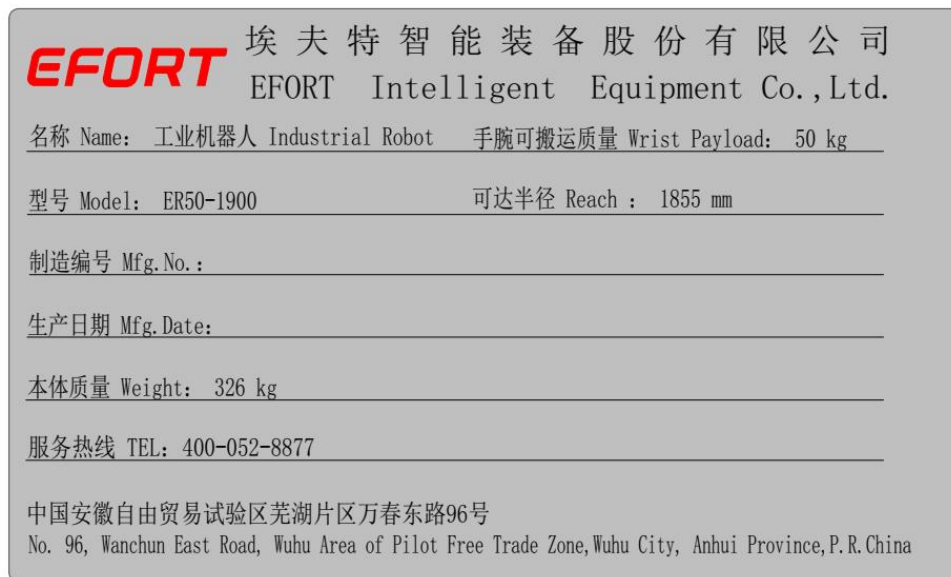 EFORT 埃夫特智能装备股份有限公司
EFORT Intelligent Equipment Co.,Ltd.
名称 Name： 工业机器人 Industrial Robot 手腕可搬运质量 Wrist Payload： 50 kg
型号 Model： ER50-1900 可达半径 Reach ： 1855 mm
制造编号 Mfg.No.：
生产日期 Mfg.Date：
本体质量 Weight： 326 kg
服务热线 TEL：400-052-8877
中国安徽自由贸易试验区芜湖片区万春东路96号
No. 96, Wanchun East Road, Wuhu Area of Pilot Free Trade Zone,Wuhu City, Anhui Province,P.R.China